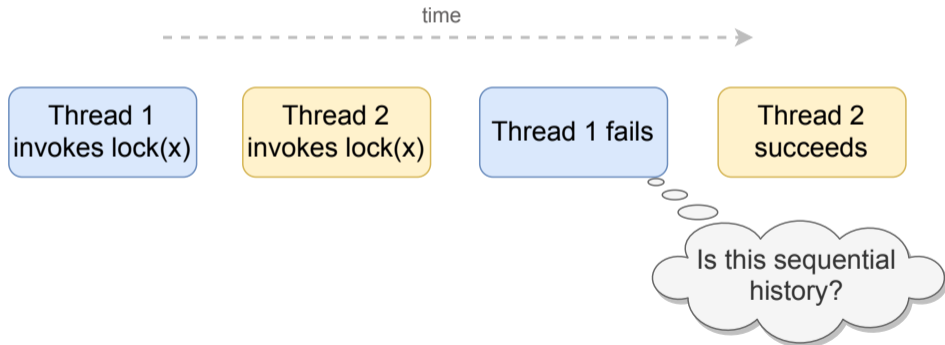 time
Thread 1
invokes lock(x)
Thread 2
invokes lock(x)
Thread 1 fails
Thread 2
succeeds
Is this sequential
history?